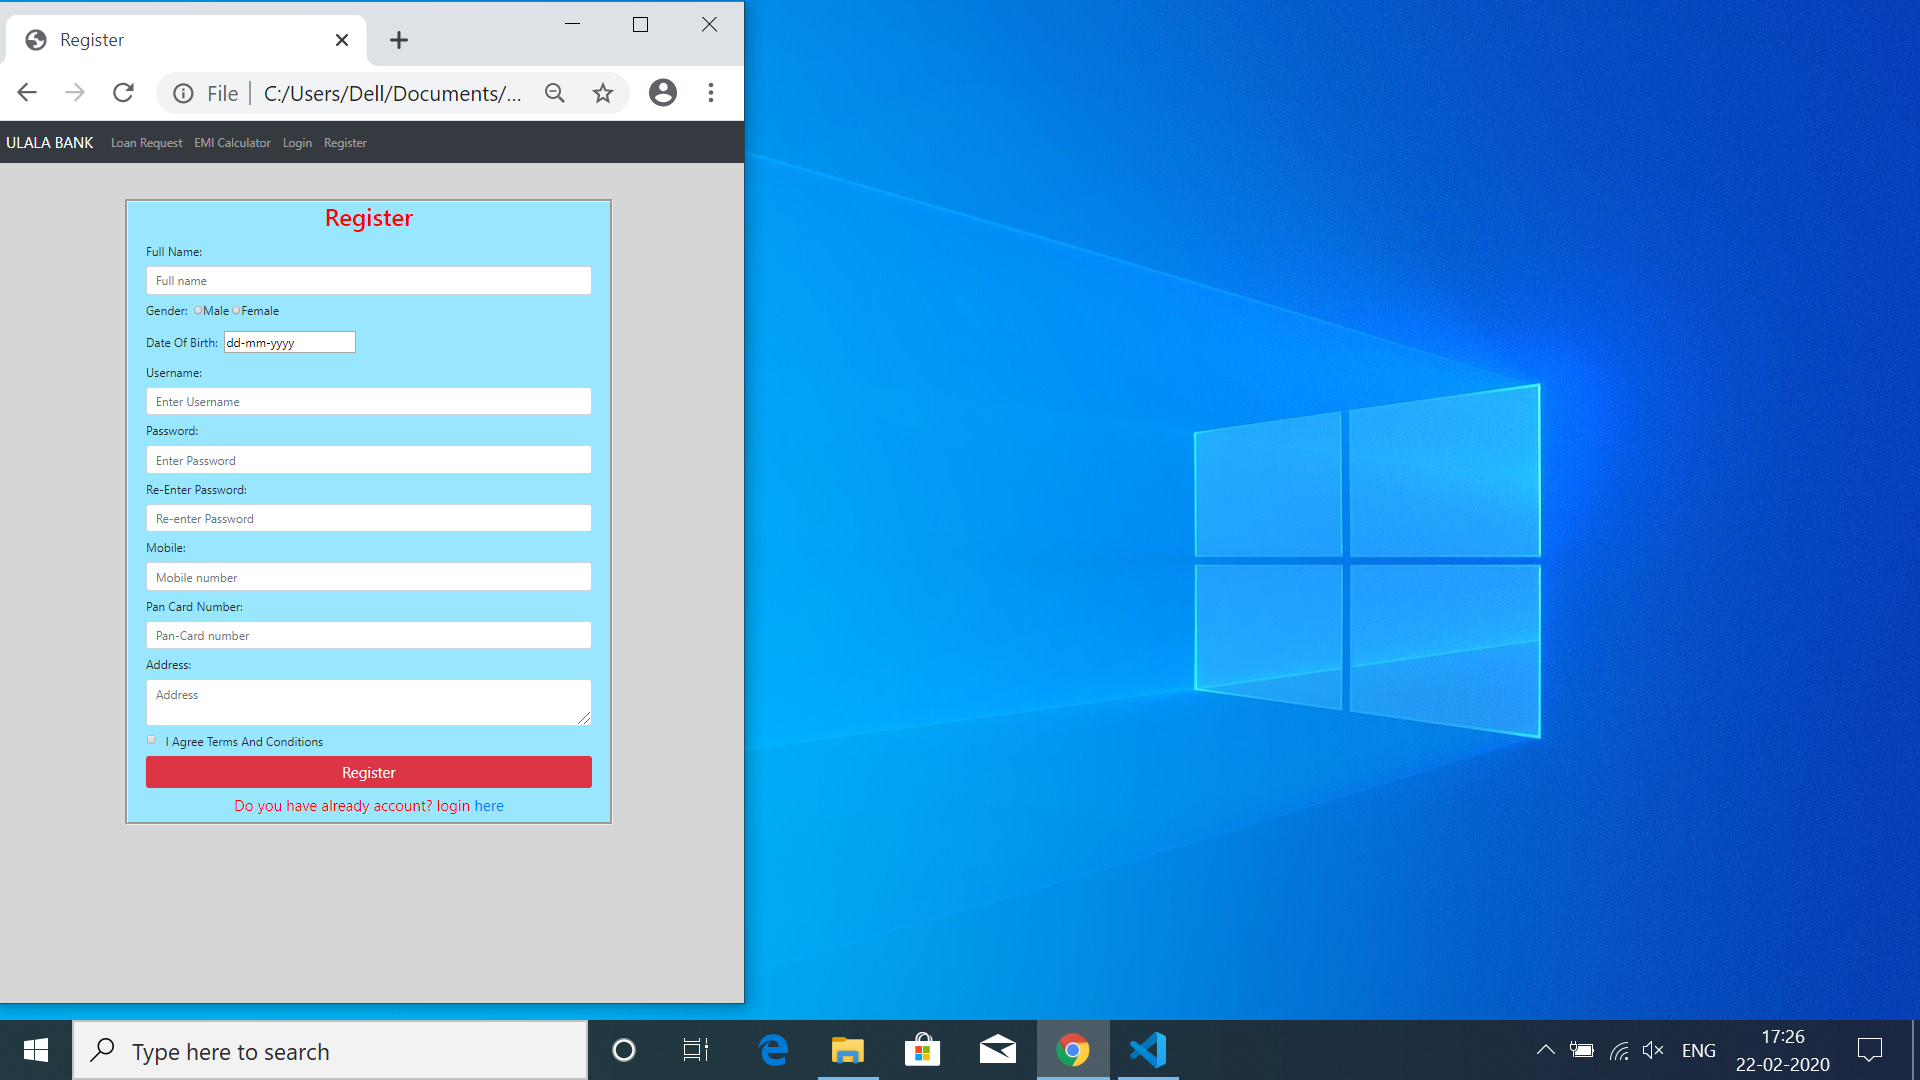 Register
File C:/Users/Dell/Documents/...
ULALA BANK Loan Request EMI Calculator Login Register
Register
Full Name:
Full name
Gender: Male Female
Date Of Birth: dd-mm-yyyy
Username:
Enter Username
Password:
Enter Password
Re-Enter Password:
Re-enter Password
Mobile:
Mobile number
Pan Card Number:
Pan-Card number
Address:
Address
I Agree Terms And Conditions
Register
Do you have already account? login here
Type here to search
ENG
17:26
22-02-2020